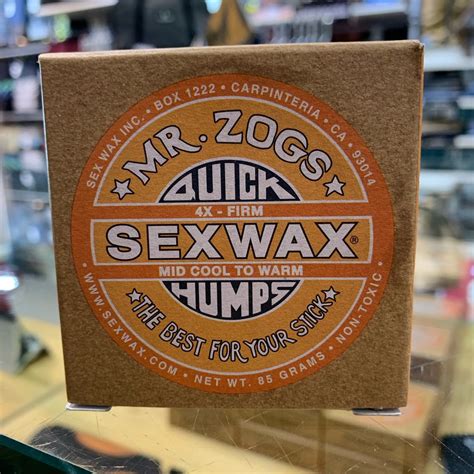 SEX WAX INC. • BOX 1222 • CARPINTERIA • CA • 93014
MR. ZOGS
QUICK
4X - FIRM
SEXWAX®
MID COOL TO WARM
HUMPS
THE BEST FOR YOUR STICK
WWW.SEXWAX.COM • NET WT. 85 GRAMS • NON-TOXIC